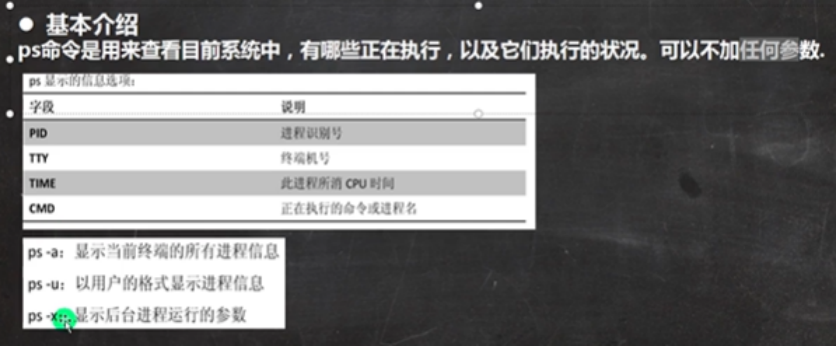 ● 基本介绍
ps命令是用来查看目前系统中，有哪些正在执行，以及它们执行的状况。可以不加任何参数.
ps 显示的信息选项：
字段 说明
PID 进程识别号
TTY 终端机号
TIME 此进程所消 CPU 时间
CMD 正在执行的命令或进程名
ps -a：显示当前终端的所有进程信息
ps -u：以用户的格式显示进程信息
ps -x：显示后台进程运行的参数